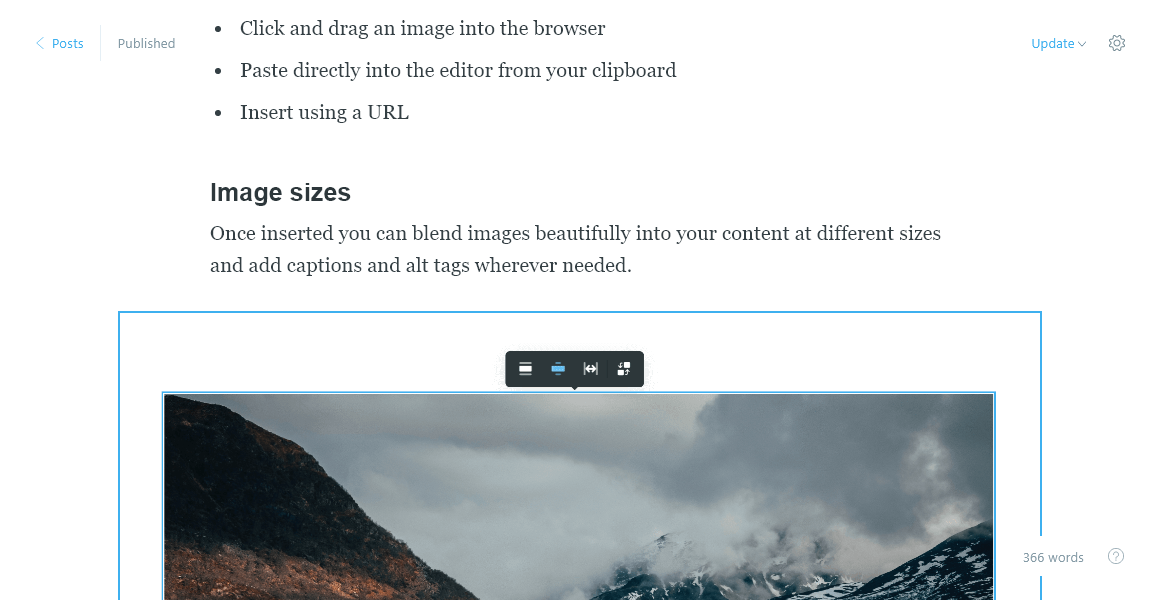 Click and drag an image into the browser
Posts
Published
Update
Paste directly into the editor from your clipboard
Insert using a URL
Image sizes
Once inserted you can blend images beautifully into your content at different sizes
and add captions and alt tags wherever needed.
366 words
?